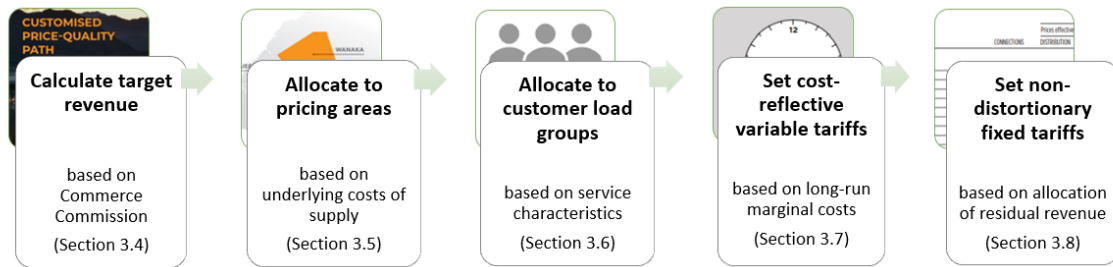 CUSTOMISED
PRICE-QUALITY
PATH
Calculate target
revenue
based on
Commerce
Commission
(Section 3.4)
WANAKA
Allocate to
pricing areas
based on
underlying costs of
supply
(Section 3.5)
Allocate to
customer load
groups
based on service
characteristics
(Section 3.6)
12
Set cost-
reflective
variable tariffs
based on long-run
marginal costs
(Section 3.7)
Prices effective
CONNECTIONS DISTRIBUTION
Set non-
distortionary
fixed tariffs
based on allocation
of residual revenue
(Section 3.8)